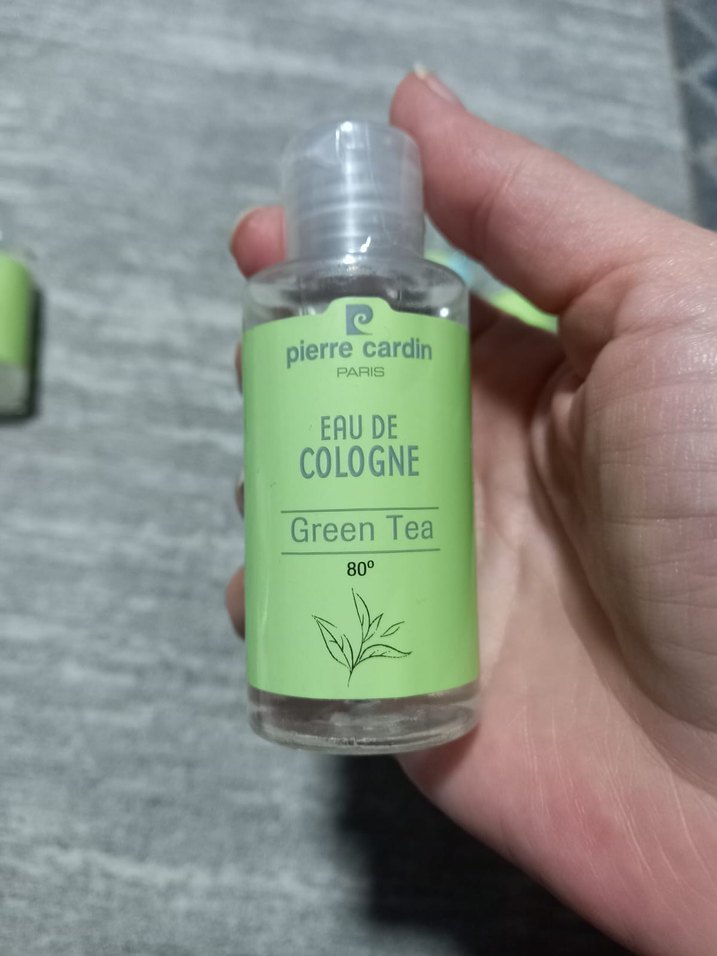 pierre cardin
PARIS
EAU DE
COLOGNE
Green Tea
80º